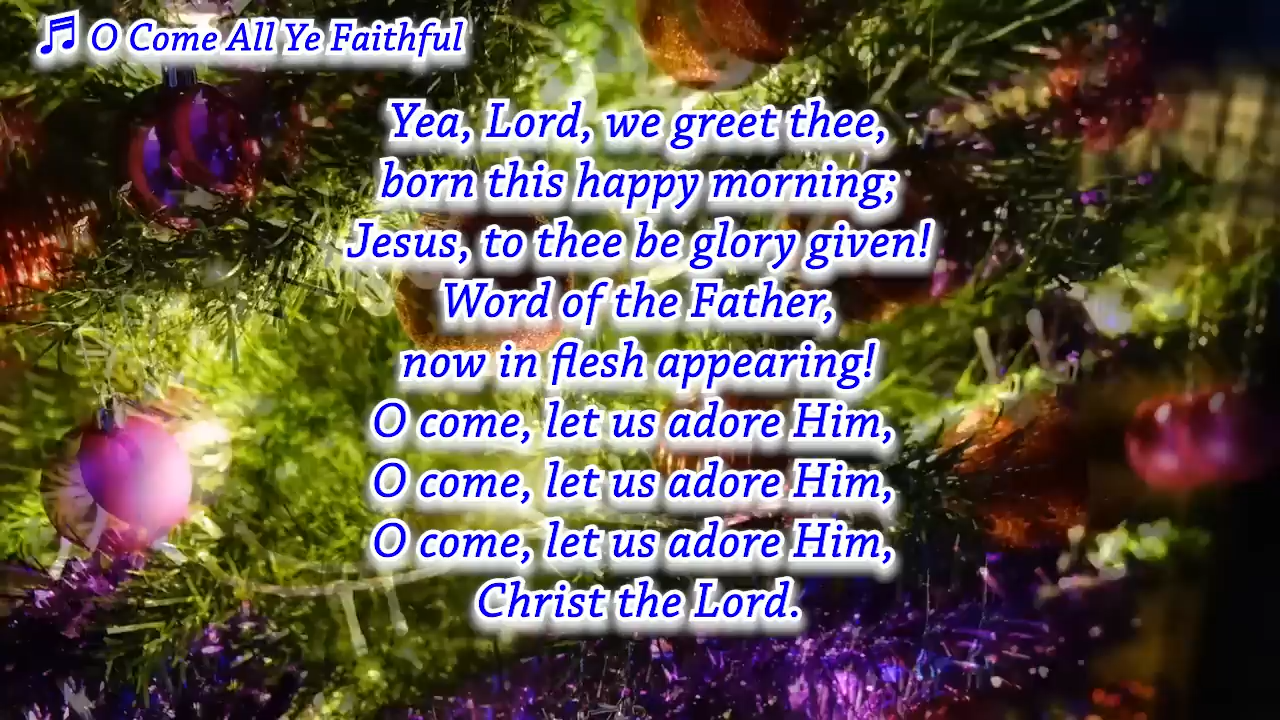 🎵 O Come All Ye Faithful
Yea, Lord, we greet thee,
born this happy morning;
Jesus, to thee be glory given!
Word of the Father,
now in flesh appearing!
O come, let us adore Him,
O come, let us adore Him,
O come, let us adore Him,
Christ the Lord.